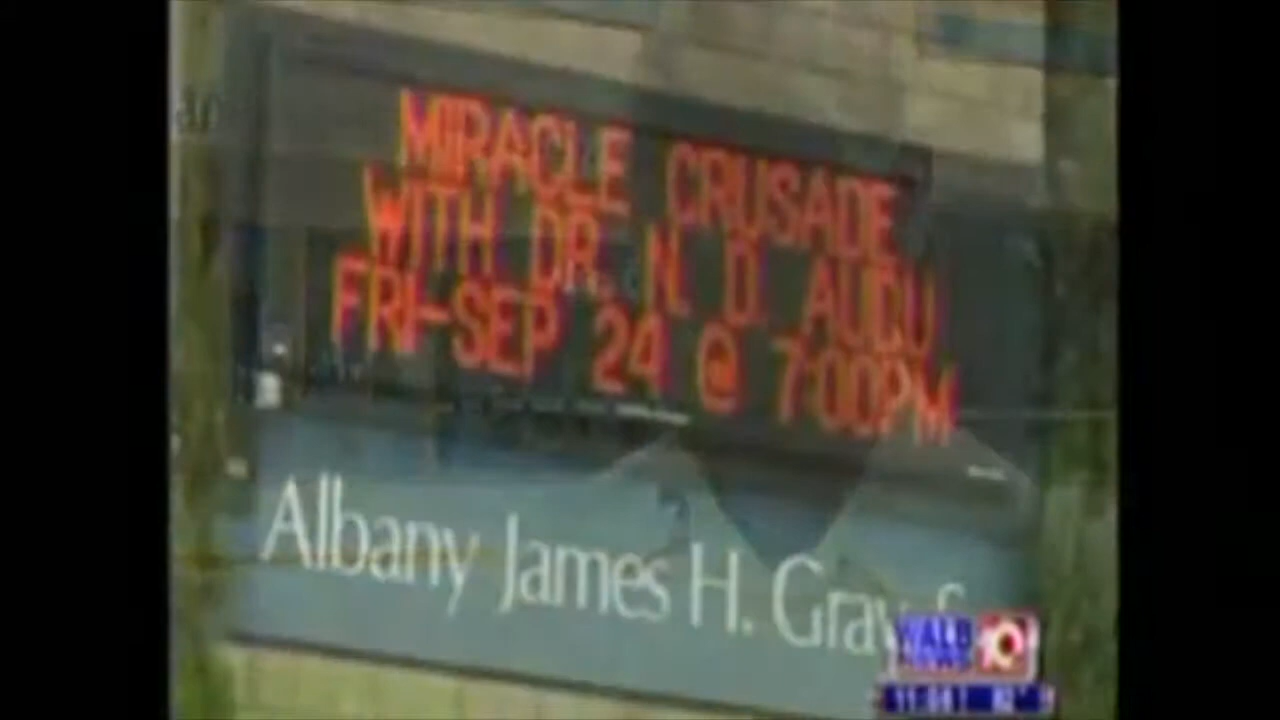 MIRACLE CRUSADE
WITH DR. N. D. AUDU
FRI-SEP 24 @ 7:00PM
Albany James H. Gray
WALB
NEWS 10